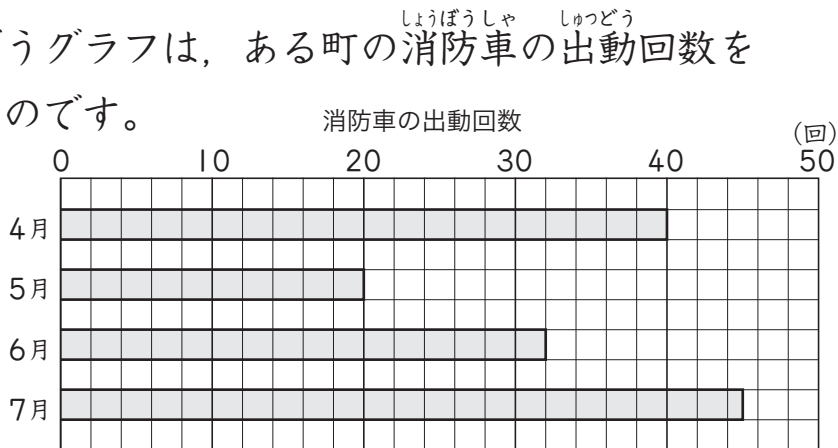 しょうぼうしゃ しゅつどう
うグラフは，ある町の消防車の出動回数を
のです。
消防車の出動回数
(回)
0 10 20 30 40 50
4月
5月
6月
7月